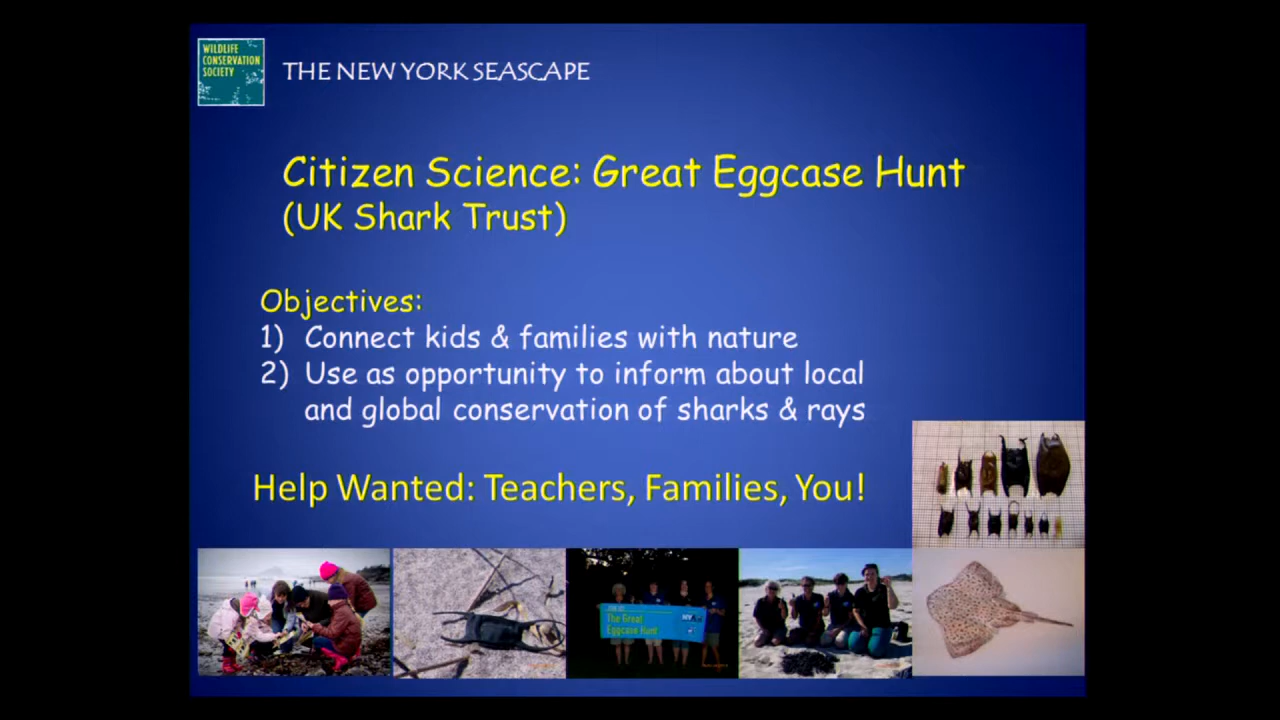 WILDLIFE
CONSERVATION
SOCIETY
THE NEW YORK SEASCAPE
Citizen Science: Great Eggcase Hunt
(UK Shark Trust)
Objectives:
1) Connect kids & families with nature
2) Use as opportunity to inform about local
and global conservation of sharks & rays
Help Wanted: Teachers, Families, You!
The Great
Eggcase Hunt